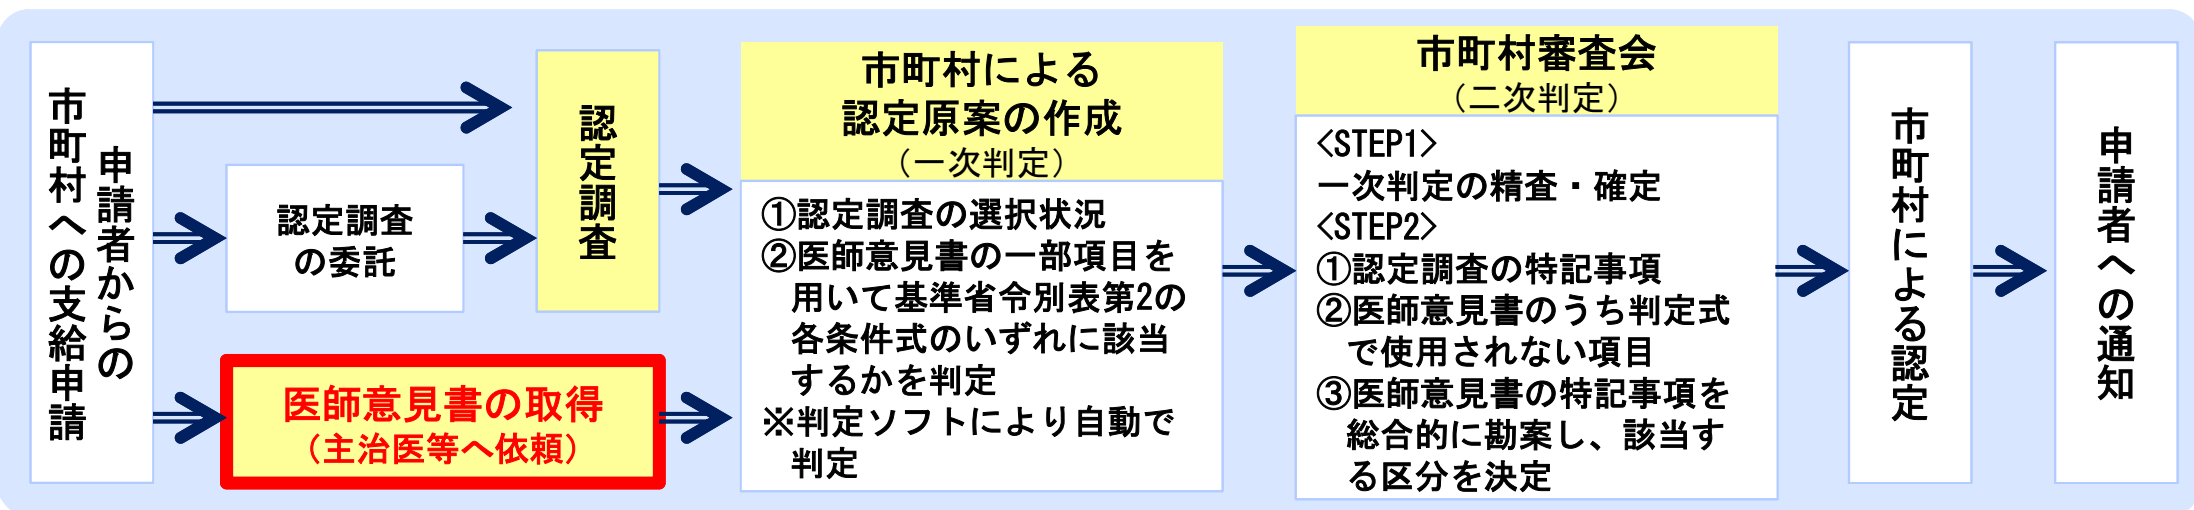 申請者からの
市町村への支給申請
認定調査
の委託
医師意見書の取得
（主治医等へ依頼）
認定調査
市町村による
認定原案の作成
（一次判定）
①認定調査の選択状況
②医師意見書の一部項目を
用いて基準省令別表第2の
各条件式のいずれに該当
するかを判定
※判定ソフトにより自動で
判定
市町村審査会
（二次判定）
<STEP1>
一次判定の精査・確定
<STEP2>
①認定調査の特記事項
②医師意見書のうち判定式
で使用されない項目
③医師意見書の特記事項を
総合的に勘案し、該当す
る区分を決定
市町村による認定
申請者への通知